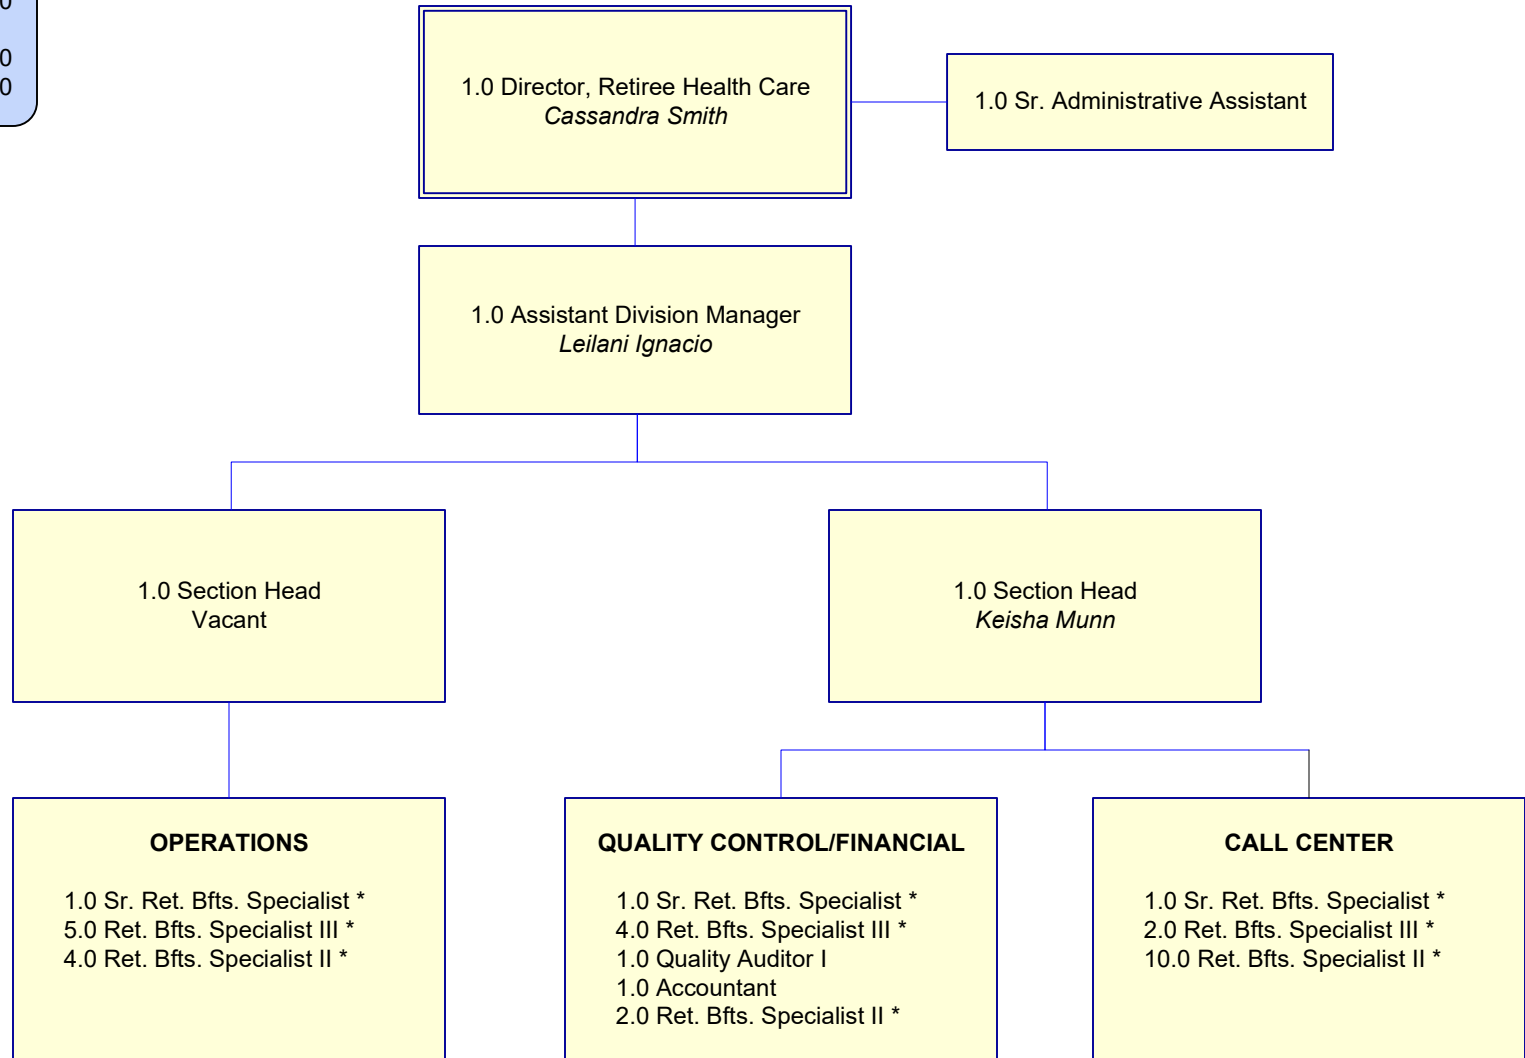 0
0
0
1.0 Director, Retiree Health Care
Cassandra Smith
1.0 Sr. Administrative Assistant
1.0 Assistant Division Manager
Leilani Ignacio
1.0 Section Head
Vacant
1.0 Section Head
Keisha Munn
OPERATIONS
1.0 Sr. Ret. Bfts. Specialist *
5.0 Ret. Bfts. Specialist III *
4.0 Ret. Bfts. Specialist II *
QUALITY CONTROL/FINANCIAL
1.0 Sr. Ret. Bfts. Specialist *
4.0 Ret. Bfts. Specialist III *
1.0 Quality Auditor I
1.0 Accountant
2.0 Ret. Bfts. Specialist II *
CALL CENTER
1.0 Sr. Ret. Bfts. Specialist *
2.0 Ret. Bfts. Specialist III *
10.0 Ret. Bfts. Specialist II *